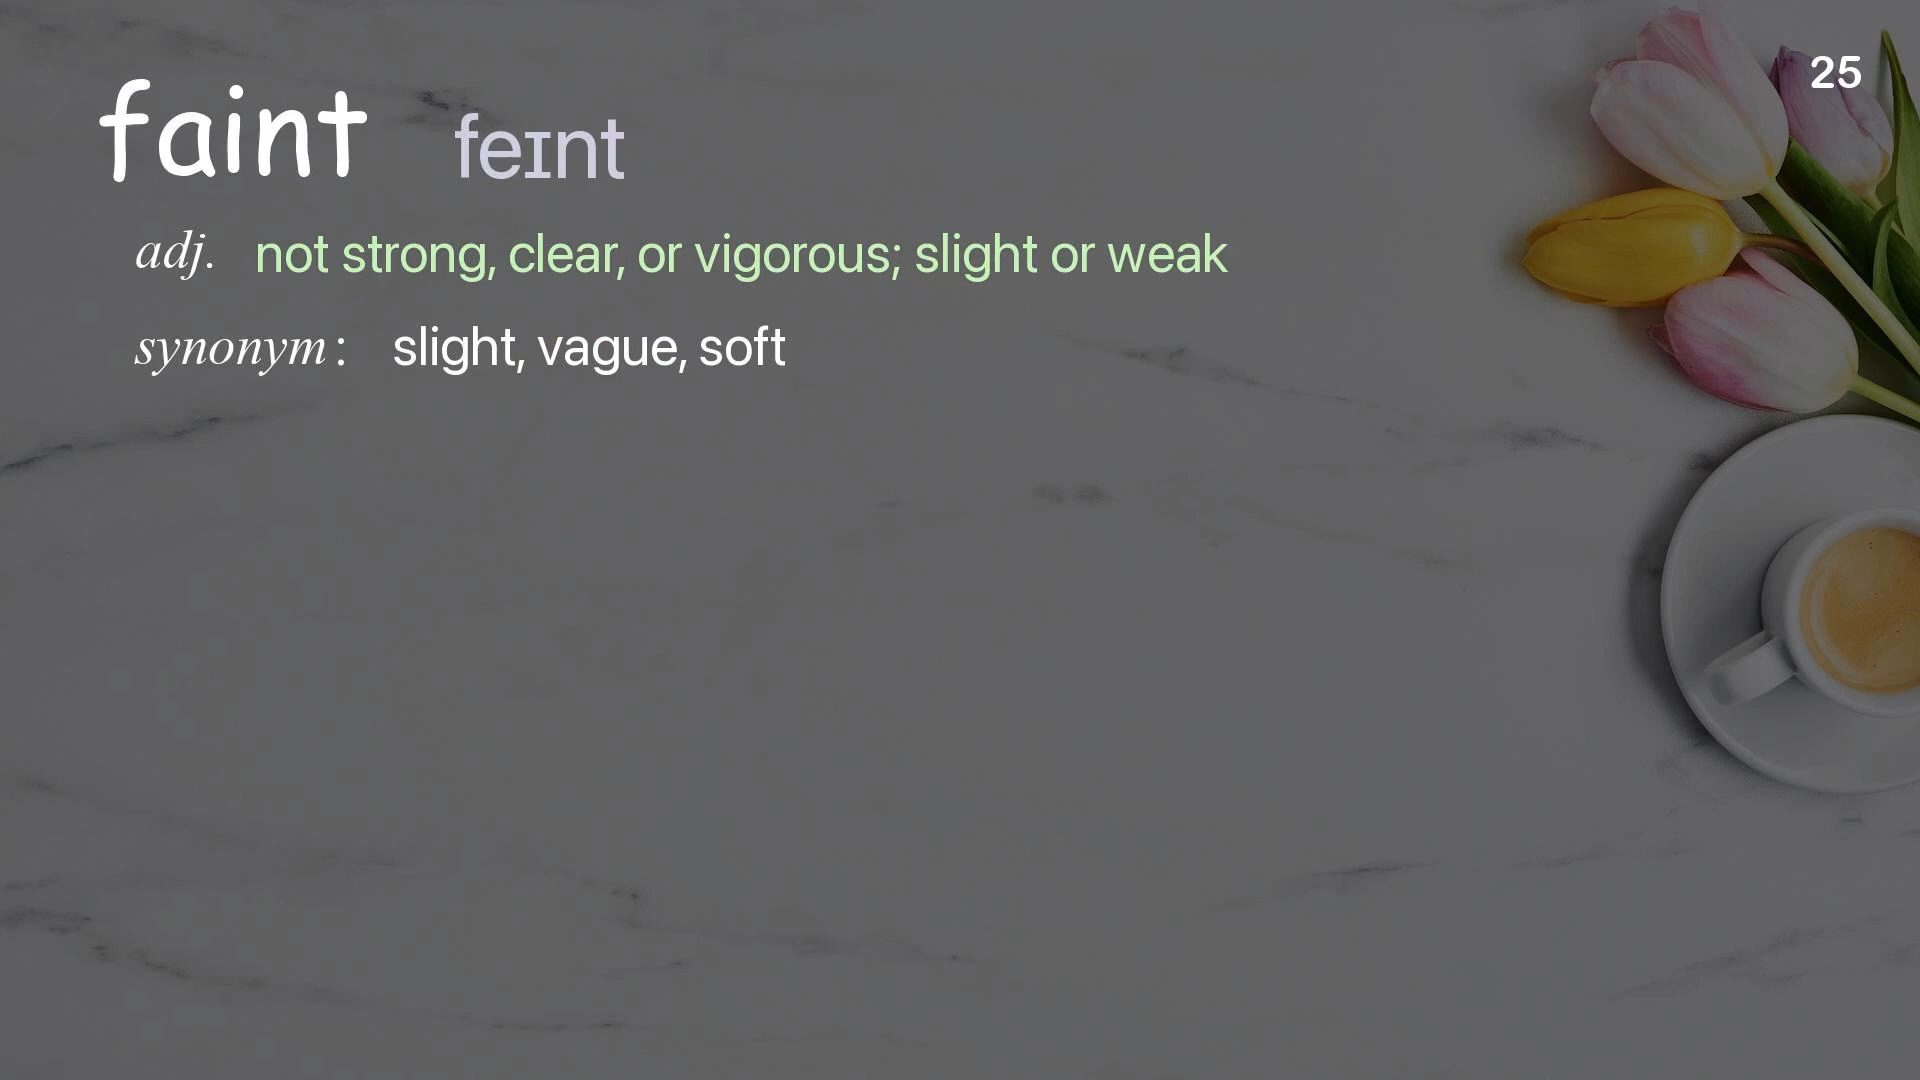 25
faint feɪnt
adj. not strong, clear, or vigorous; slight or weak
synonym: slight, vague, soft